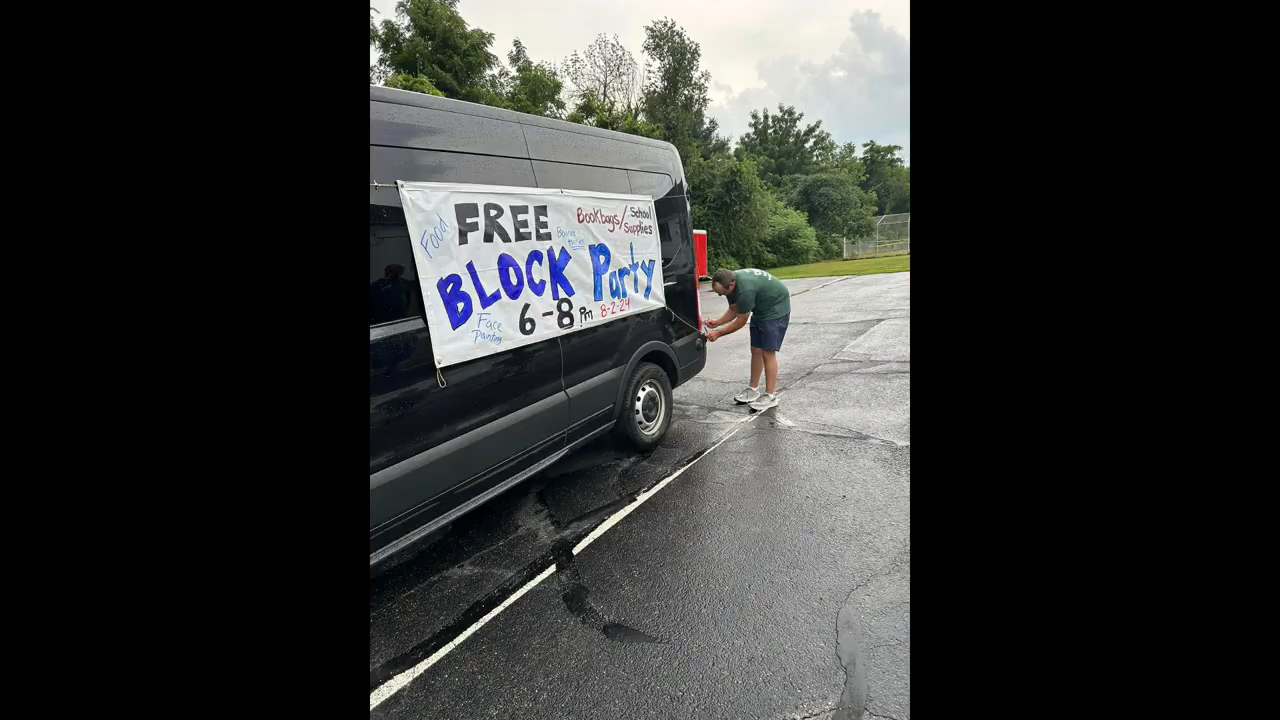 Food
FREE
Bounce
Houses
Bookbags/School
Supplies
BLOCK Party
Face
Painting
6-8 pm 8-2-24